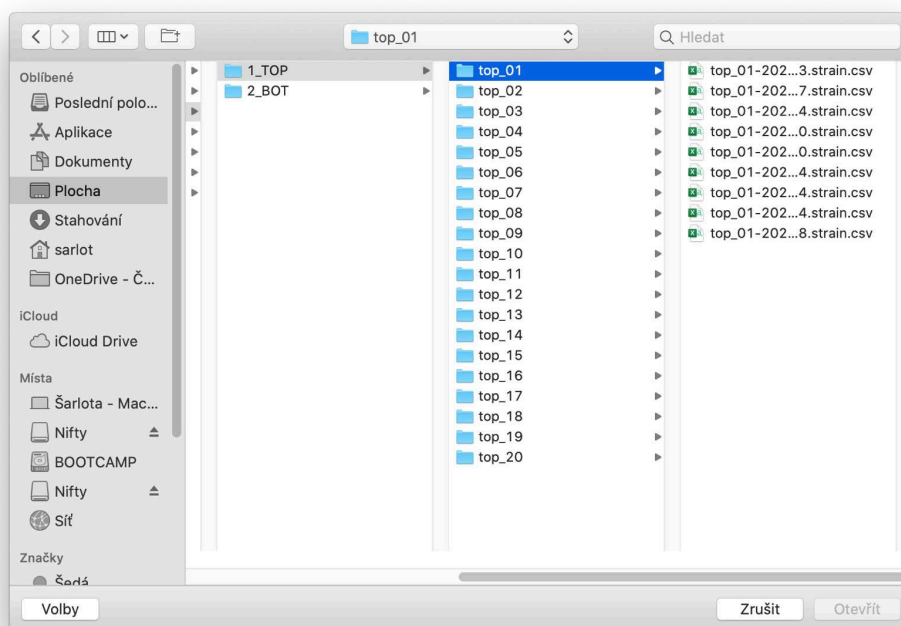 top_01
Hledat
Oblíbené
Poslední polo...
Aplikace
Dokumenty
Plocha
Stahování
sarlot
OneDrive - Č...
iCloud
iCloud Drive
Místa
Šarlota - Mac...
Nifty
BOOTCAMP
Nifty
Síť
Značky
Šedá
1_TOP
2_BOT
top_01
top_02
top_03
top_04
top_05
top_06
top_07
top_08
top_09
top_10
top_11
top_12
top_13
top_14
top_15
top_16
top_17
top_18
top_19
top_20
top_01-202...3.strain.csv
top_01-202...7.strain.csv
top_01-202...4.strain.csv
top_01-202...0.strain.csv
top_01-202...0.strain.csv
top_01-202...4.strain.csv
top_01-202...4.strain.csv
top_01-202...4.strain.csv
top_01-202...8.strain.csv
Volby
Zrušit
Otevřít